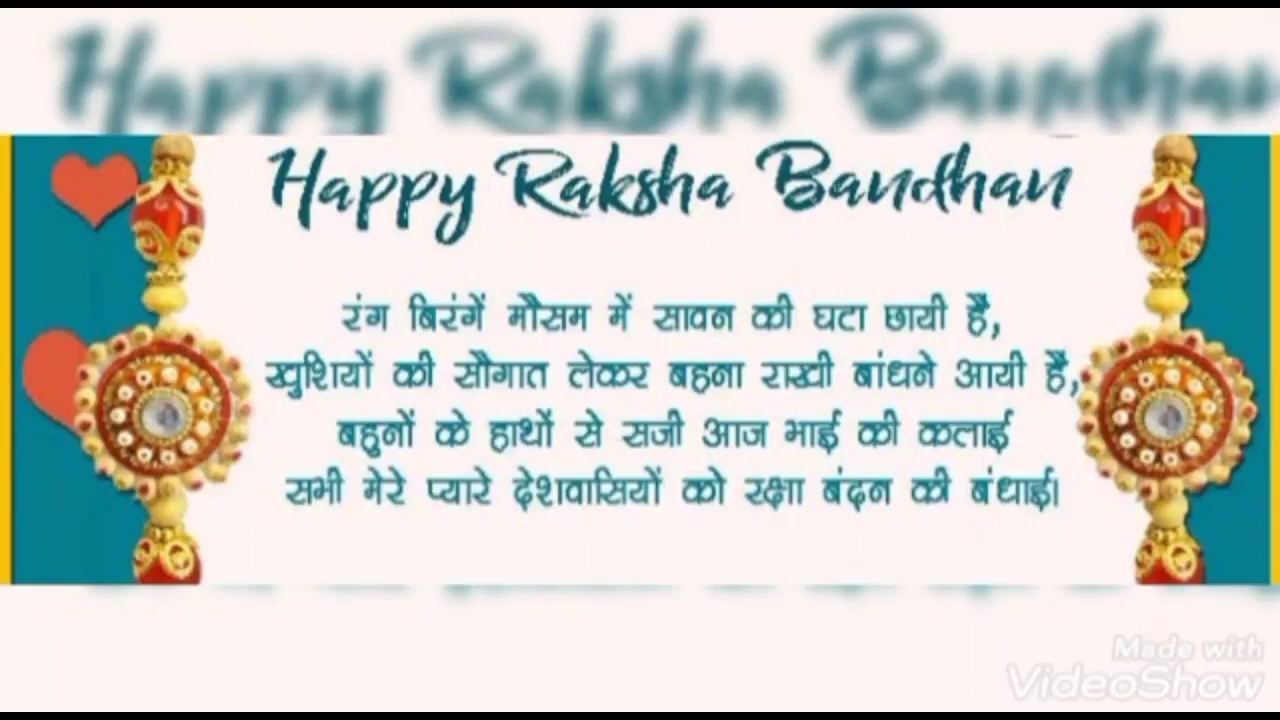 Happy Raksha Bandhan
Happy Raksha Bandhan
रंग बिरंगें मौसम में सावन की घटा छायी है,
खुशियों की सौगात लेकर बहना राखी बांधने आयी है,
बहुनों के हाथों से सजी आज भाई की कलाई
सभी मेरे प्यारे देशवासियों को रक्षा बंदन की बंधाई।
Made with
VideoShow